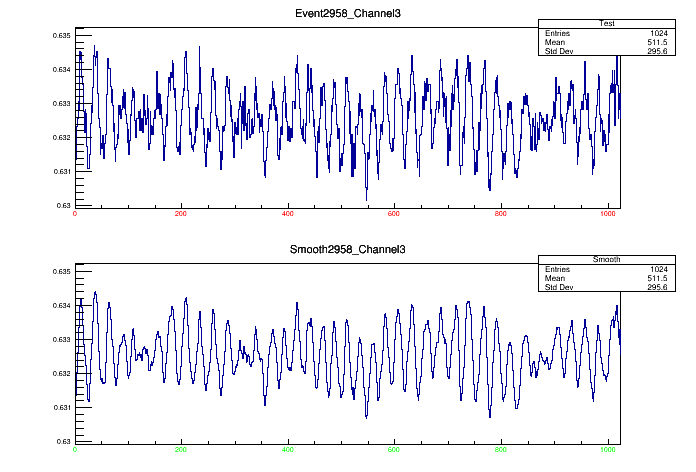 Event2958_Channel3
Test
Entries 1024
Mean 511.5
Std Dev 295.6
0.635
0.634
0.633
0.632
0.631
0.63
0 200 400 600 800 1000
Smooth2958_Channel3
Smooth
Entries 1024
Mean 511.5
Std Dev 295.6
0.635
0.634
0.633
0.632
0.631
0.63
0 200 400 600 800 1000